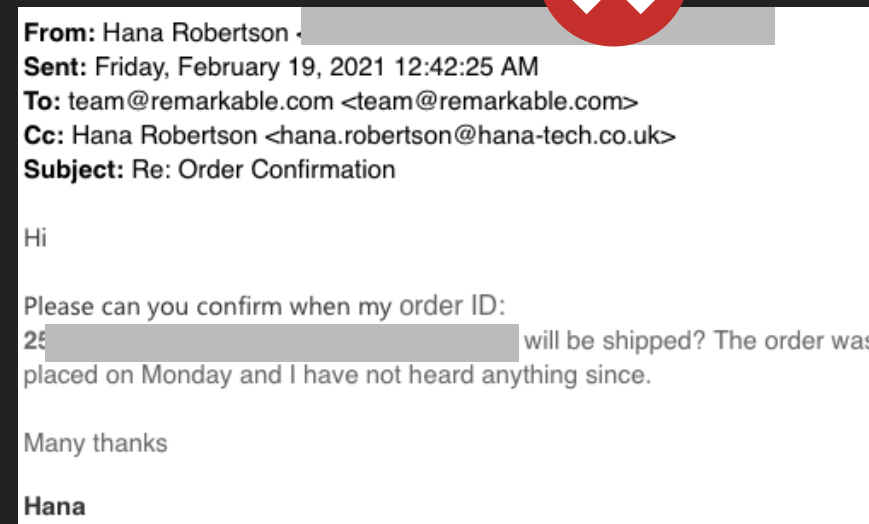 From: Hana Robertson <
Sent: Friday, February 19, 2021 12:42:25 AM
To: team@remarkable.com <team@remarkable.com>
Cc: Hana Robertson <hana.robertson@hana-tech.co.uk>
Subject: Re: Order Confirmation
Hi
Please can you confirm when my order ID:
25 will be shipped? The order was
placed on Monday and I have not heard anything since.
Many thanks
Hana